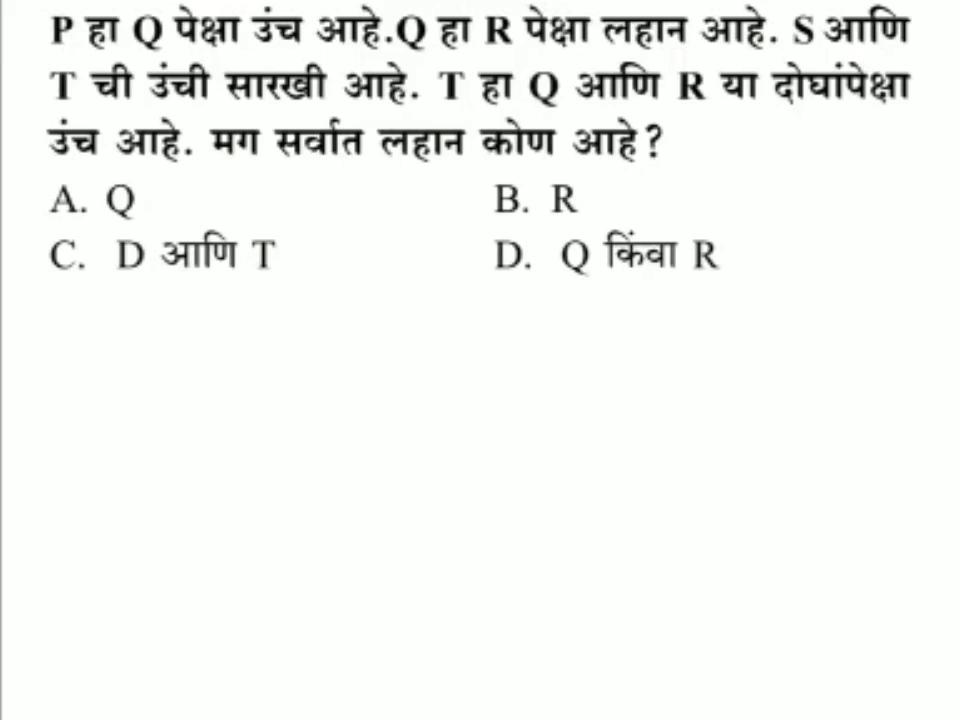 P हा Q पेक्षा उंच आहे.Q हा R पेक्षा लहान आहे. S आणि
T ची उंची सारखी आहे. T हा Q आणि R या दोघांपेक्षा
उंच आहे. मग सर्वात लहान कोण आहे?
A. Q B. R
C. D आणि T D. Q किंवा R